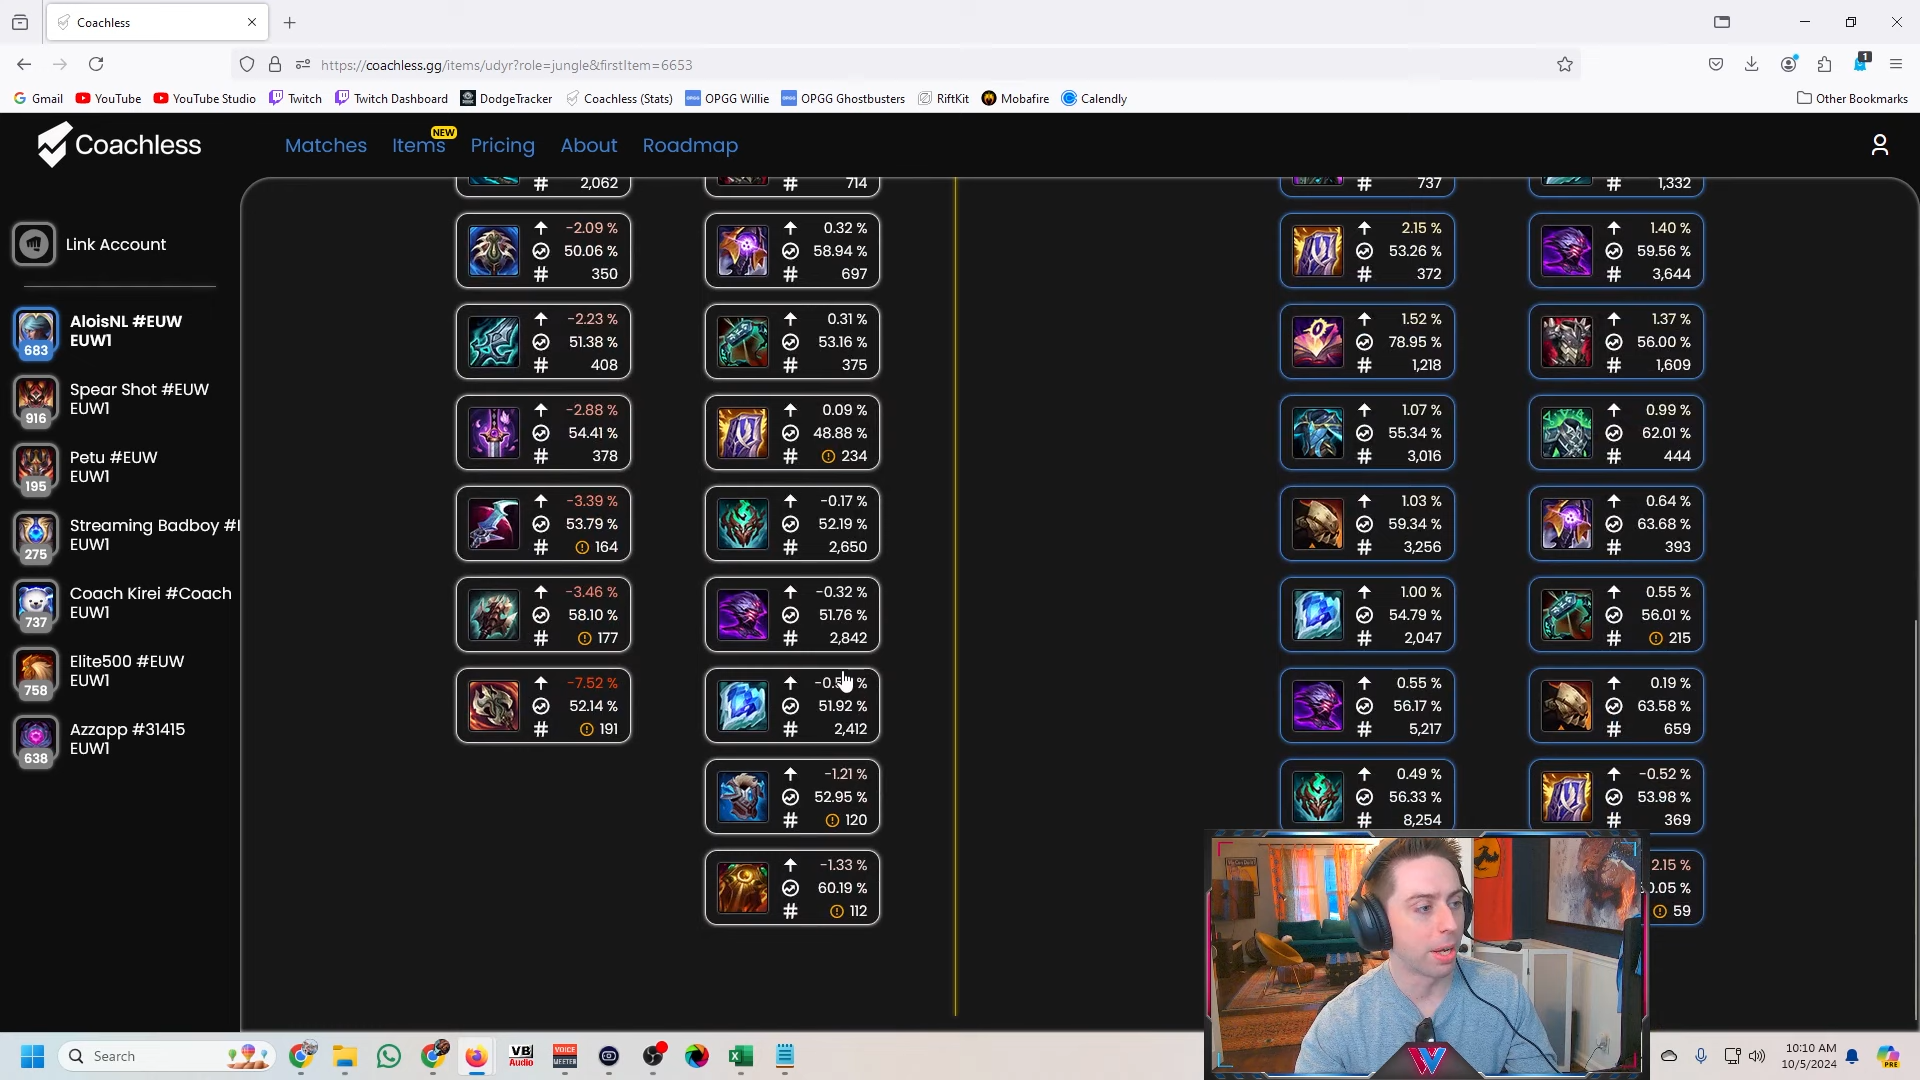 Coachless
https://coachless.gg/items/udyr?role=jungle&firstItem=6653
1
Gmail
YouTube
YouTube Studio
Twitch
Twitch Dashboard
DodgeTracker
Coachless (Stats)
OPGG Willie
OPGG Ghostbusters
RiftKit
Mobafire
Calendly
Other Bookmarks
Coachless
Matches
Items
NEW
Pricing
About
Roadmap
Link Account
AloisNL #EUW
EUW1
683
Spear Shot #EUW
EUW1
916
Petu #EUW
EUW1
195
Streaming Badboy #
EUW1
275
Coach Kirei #Coach
EUW1
737
Elite500 #EUW
EUW1
758
Azzapp #31415
EUW1
638
# 2,062
-2.09 %
50.06 %
# 350
-2.23 %
51.38 %
# 408
-2.88 %
54.41 %
# 378
-3.39 %
53.79 %
# 164
-3.46 %
58.10 %
# 177
-7.52 %
52.14 %
# 191
# 714
0.32 %
58.94 %
# 697
0.31 %
53.16 %
# 375
0.09 %
48.88 %
# 234
-0.17 %
52.19 %
# 2,650
-0.32 %
51.76 %
# 2,842
%
51.92 %
# 2,412
-1.21 %
52.95 %
# 120
-1.33 %
60.19 %
# 112
# 737
2.15 %
53.26 %
# 372
1.52 %
78.95 %
# 1,218
1.07 %
55.34 %
# 3,016
1.03 %
59.34 %
# 3,256
1.00 %
54.79 %
# 2,047
0.55 %
56.17 %
# 5,217
0.49 %
56.33 %
# 8,254
# 1,332
1.40 %
59.56 %
# 3,644
1.37 %
56.00 %
# 1,609
0.99 %
62.01 %
# 444
0.64 %
63.68 %
# 393
0.55 %
56.01 %
# 215
0.19 %
63.58 %
# 659
-0.52 %
53.98 %
# 369
2.15 %
0.05 %
59
Search
VB
Audio
VOICE
MEETER
10:10 AM
10/5/2024
PRE